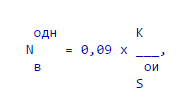 одн K
N = 0,09 x ___,
в ои
S